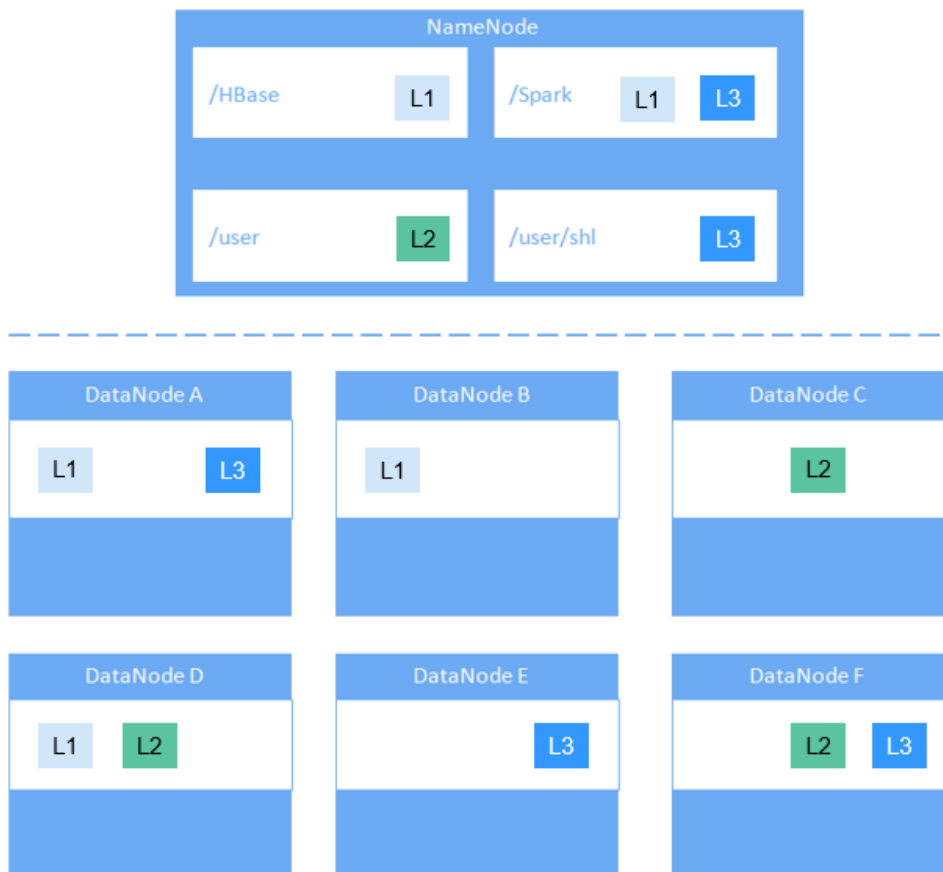 NameNode
/HBase L1 /Spark L1 L3
/user L2 /user/shl L3
DataNode A DataNode B DataNode C
L1 L3 L1 L2
DataNode D DataNode E DataNode F
L1 L2 L3 L2 L3